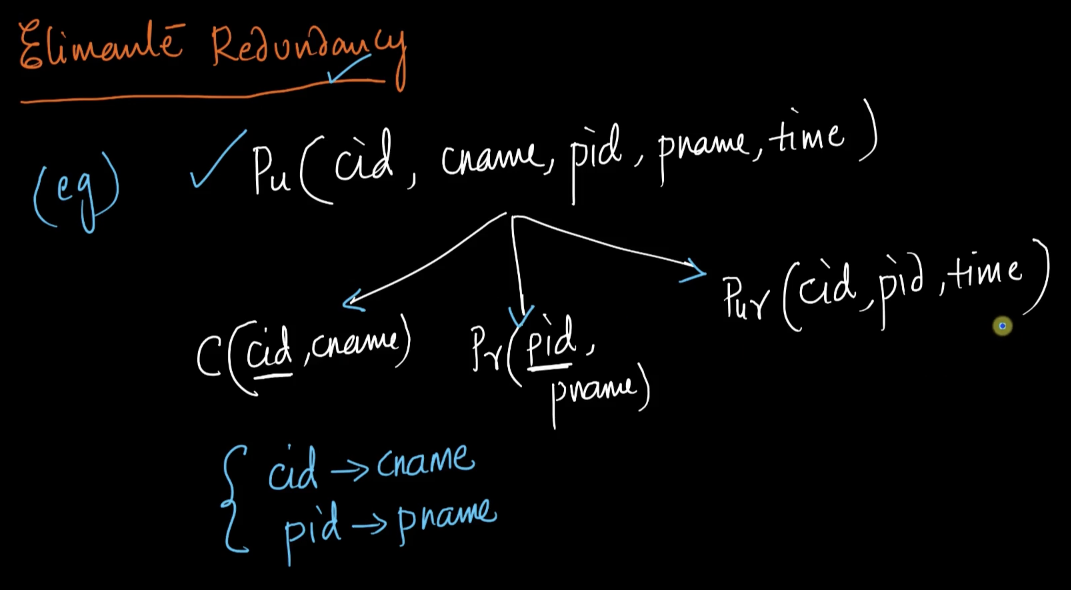 Eliminate Redundancy
(eg) Pu(cid, cname, pid, pname, time)
C(cid, cname) Pr(pid, pname) Pur(cid, pid, time)
{ cid → cname
pid → pname